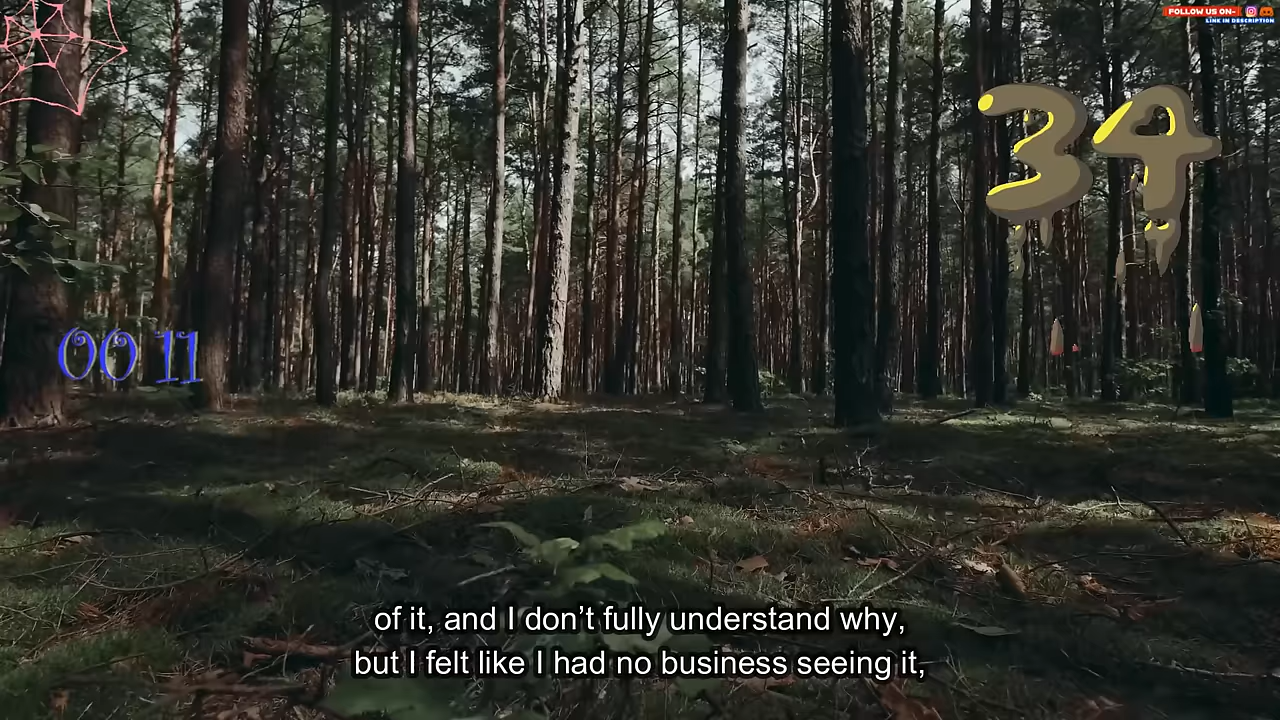 FOLLOW US ON-
LINK IN DESCRIPTION
34
00 11
of it, and I don't fully understand why,
but I felt like I had no business seeing it,